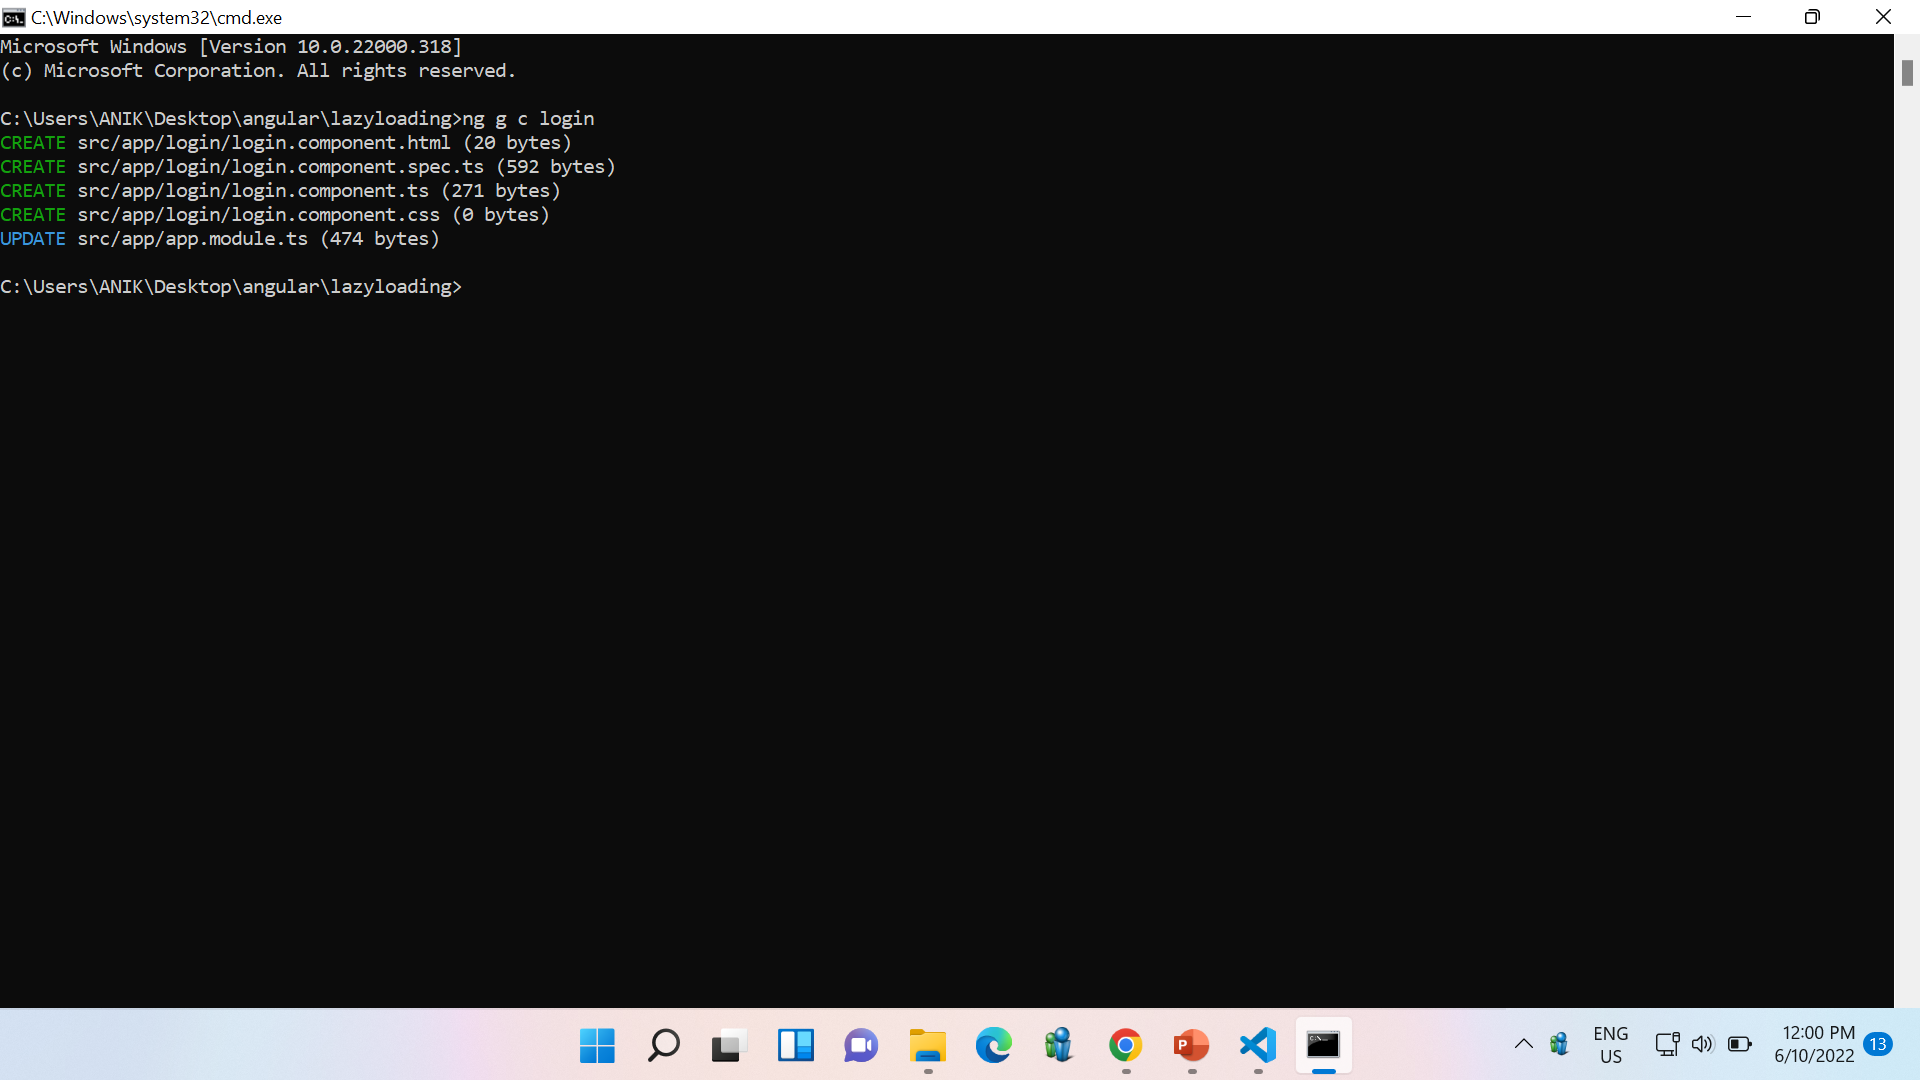 C:\Windows\system32\cmd.exe
Microsoft Windows [Version 10.0.22000.318]
(c) Microsoft Corporation. All rights reserved.
C:\Users\ANIK\Desktop\angular\lazyloading>ng g c login
CREATE src/app/login/login.component.html (20 bytes)
CREATE src/app/login/login.component.spec.ts (592 bytes)
CREATE src/app/login/login.component.ts (271 bytes)
CREATE src/app/login/login.component.css (0 bytes)
UPDATE src/app/app.module.ts (474 bytes)
C:\Users\ANIK\Desktop\angular\lazyloading>
ENG
US
12:00 PM
6/10/2022
13